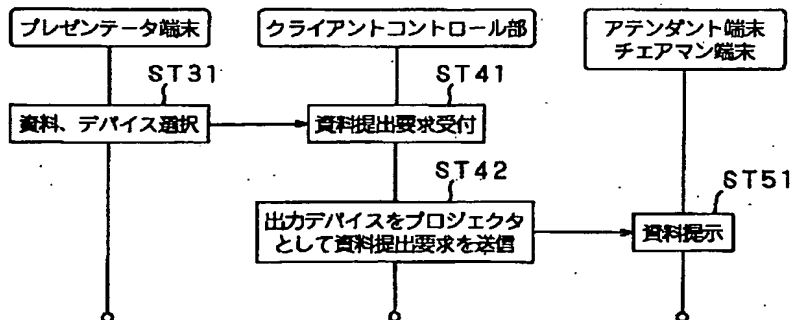 プレゼンテータ端末
クライアントコントロール部
アテンダント端末
チェアマン端末
ST31
ST41
資料、デバイス選択
資料提出要求受付
ST42
ST51
出力デバイスをプロジェクタ
として資料提出要求を送信
資料提示